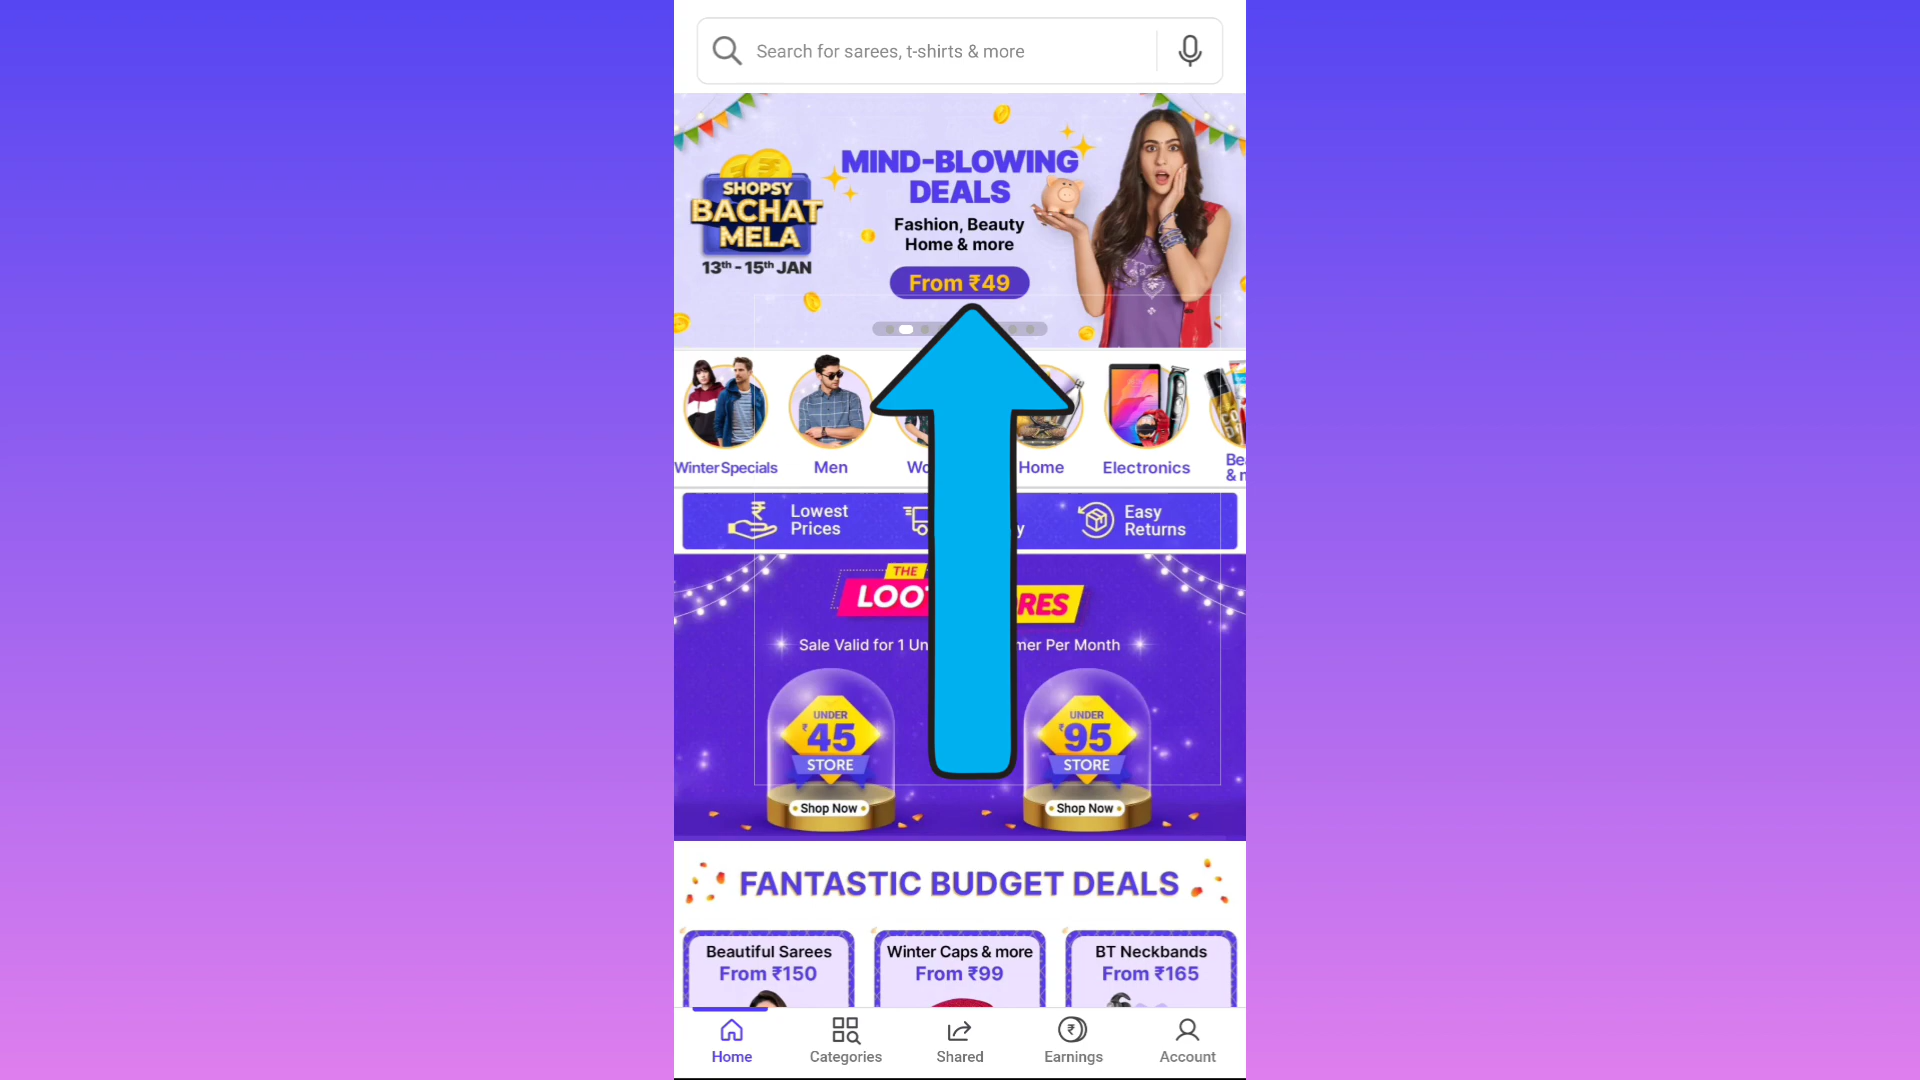 Search for sarees, t-shirts & more
SHOPSY
BACHAT
MELA
13th - 15th JAN
MIND-BLOWING
DEALS
Fashion, Beauty
Home & more
From ₹49
Winter Specials
Men
Home
Electronics
Lowest
Prices
Easy
Returns
THE
Sale Valid for 1
Per Month
UNDER
₹45
STORE
Shop Now
UNDER
₹95
STORE
Shop Now
FANTASTIC BUDGET DEALS
Beautiful Sarees
From ₹150
Winter Caps & more
From ₹99
BT Neckbands
From ₹165
Home
Categories
Shared
Earnings
Account